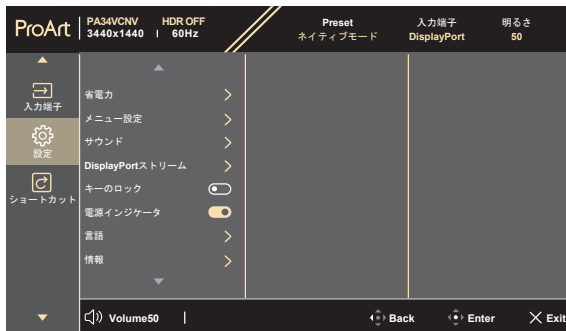 ProArt
PA34VCNV HDR OFF
3440x1440 I 60Hz
Preset
ネイティブモード
入力端子
DisplayPort
明るさ
50
入力端子
設定
ショートカット
省電力
メニュー設定
サウンド
DisplayPortストリーム
キーのロック
電源インジケータ
言語
情報
Volume50
Back
Enter
Exit